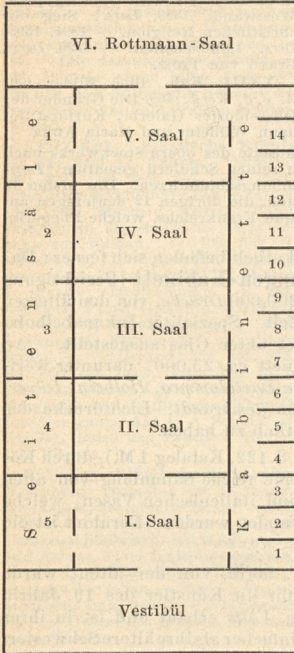 VI. Rottmann-Saal
Seitensäle
1
2
3
4
5
V. Saal
IV. Saal
III. Saal
II. Saal
I. Saal
Kabinette
14
13
12
11
10
9
8
7
6
5
4
3
2
1
Vestibül